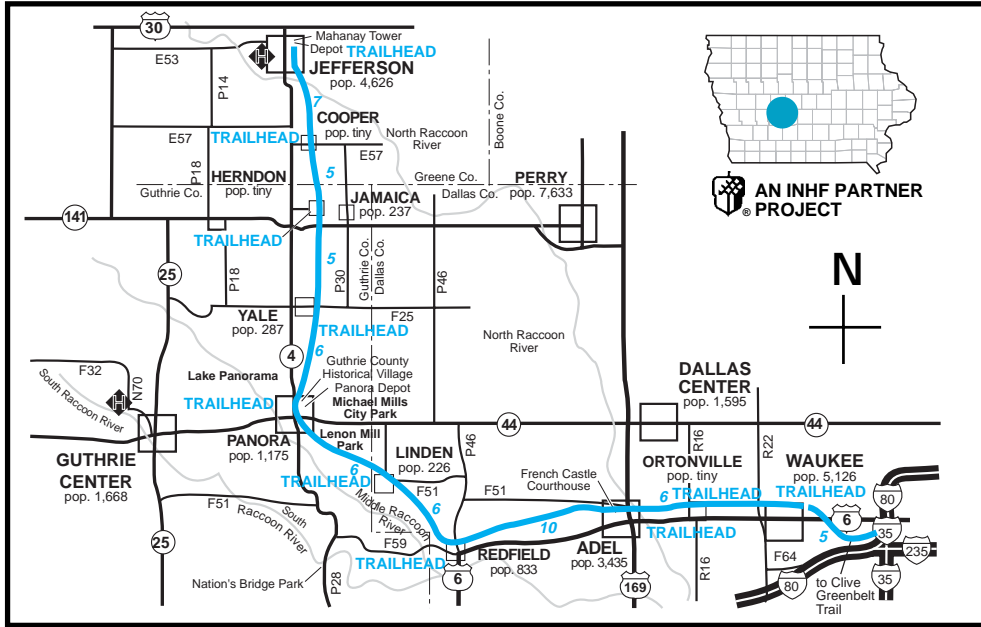 30
Mahanay Tower
Depot
TRAILHEAD
H
E53
JEFFERSON
pop. 4,626
P14
7
COOPER
pop. tiny
TRAILHEAD
North Raccoon
River
Boone Co.
E57
E57
P18
5
HERNDON
pop. tiny
Greene Co.
Guthrie Co.
Dallas Co.
PERRY
pop. 7,633
JAMAICA
pop. 237
141
TRAILHEAD
AN INHF PARTNER
PROJECT
®
25
P18
5
P30
Guthrie Co.
Dallas Co.
P46
N
YALE
pop. 287
F25
TRAILHEAD
North Raccoon
River
4
6
Guthrie County
Historical Village
Panora Depot
Michael Mills
City Park
Lake Panorama
F32
N70
H
South Raccoon River
TRAILHEAD
DALLAS
CENTER
pop. 1,595
PANORA
pop. 1,175
Lenon Mill
Park
44
44
P46
R16
R22
GUTHRIE
CENTER
pop. 1,668
LINDEN
pop. 226
TRAILHEAD
6
F51
F51
French Castle
Courthouse
ORTONVILLE
pop. tiny
WAUKEE
pop. 5,126
TRAILHEAD
6
TRAILHEAD
80
F51
South
Raccoon River
Middle Raccoon
River
6
10
6
TRAILHEAD
5
35
25
F59
REDFIELD
pop. 833
ADEL
pop. 3,435
235
TRAILHEAD
R16
F64
Nation's Bridge Park
P28
6
169
80
35
to Clive
Greenbelt
Trail